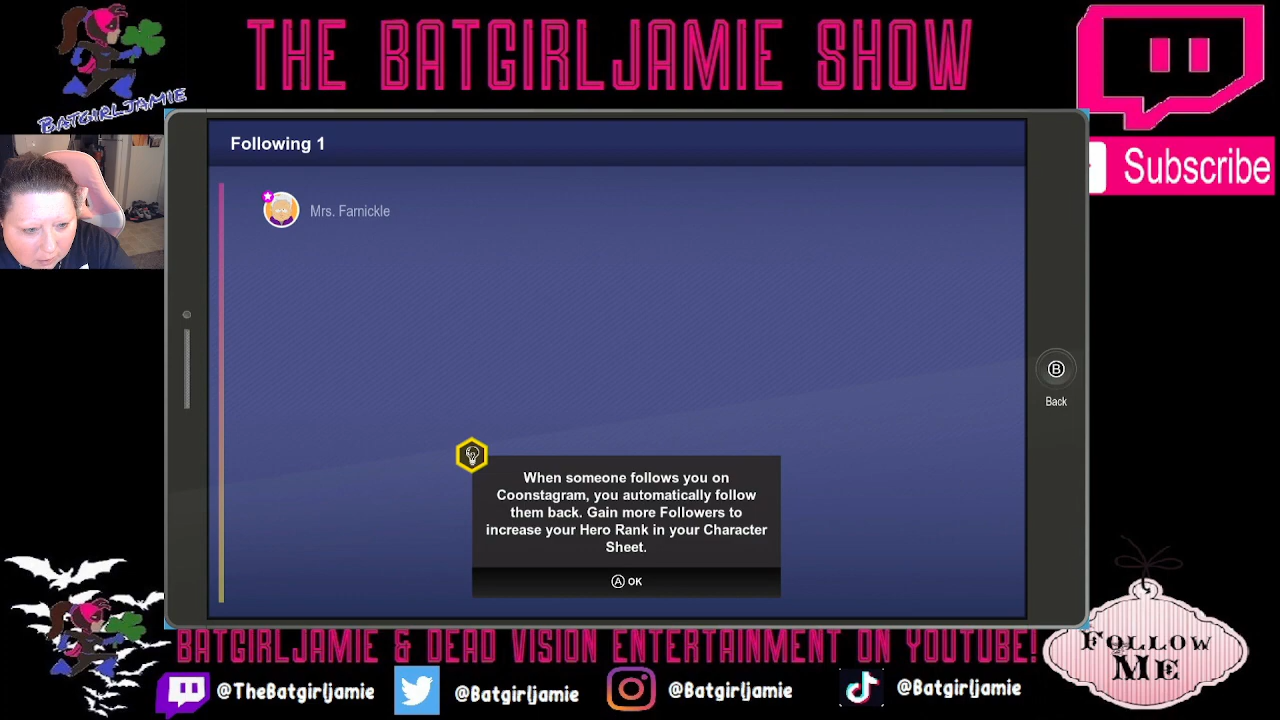 THE BATGIRLJAMIE SHOW
BATGIRLJAMIE
Subscribe
Following 1
Mrs. Farnickle
B
Back
When someone follows you on
Coonstagram, you automatically follow
them back. Gain more Followers to
increase your Hero Rank in your Character
Sheet.
A OK
BATGIRLJAMIE & DEAD VISION ENTERTAINMENT ON YOUTUBE!
FOLLOW
ME
@TheBatgirljamie
@Batgirljamie
@Batgirljamie
@Batgirljamie